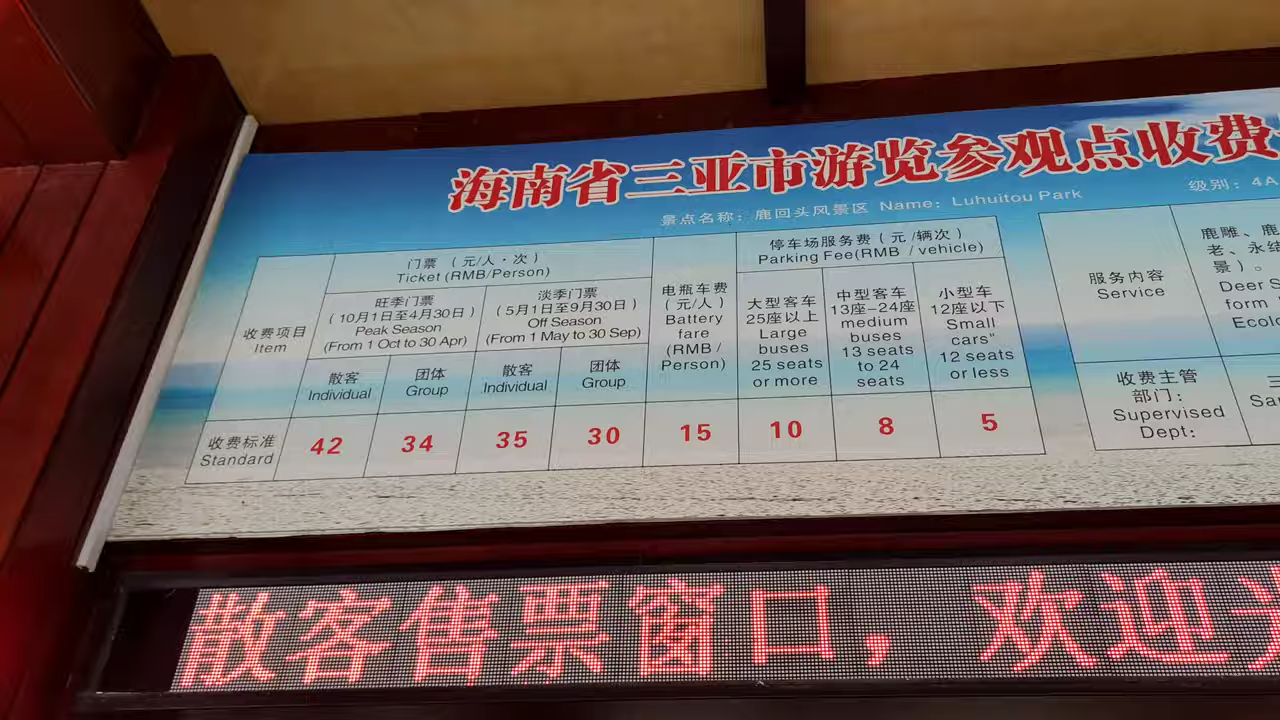 海南省三亚市游览参观点收费
景点名称：鹿回头风景区 Name：Luhuitou Park
级别：4A
收费项目
Item
门票 （元/人·次）
Ticket (RMB/Person)
旺季门票
（10月1日至4月30日）
Peak Season
(From 1 Oct to 30 Apr)
淡季门票
（5月1日至9月30日）
Off Season
(From 1 May to 30 Sep)
散客
Individual
团体
Group
散客
Individual
团体
Group
电瓶车费
（元/人）
Battery
fare
(RMB /
Person)
停车场服务费（元 /辆次）
Parking Fee(RMB / vehicle)
大型客车
25座以上
Large
buses
25 seats
or more
中型客车
13座-24座
medium
buses
13 seats
to 24
seats
小型车
12座以下
Small
cars"
12 seats
or less
收费标准
Standard
42 34 35 30 15 10 8 5
服务内容
Service
鹿雕、鹿
景）。
Deer S
form
Ecolo
收费主管
部门：
Supervised
Dept:
三
Sa
散客售票窗口，欢迎